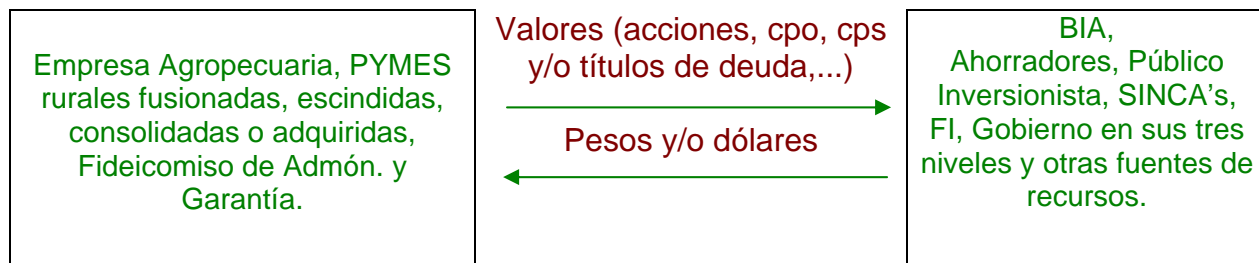 Empresa Agropecuaria, PYMES
rurales fusionadas, escindidas,
consolidadas o adquiridas,
Fideicomiso de Admón. y
Garantía.
Valores (acciones, cpo, cps
y/o títulos de deuda,...)
Pesos y/o dólares
BIA,
Ahorradores, Público
Inversionista, SINCA's,
FI, Gobierno en sus tres
niveles y otras fuentes de
recursos.